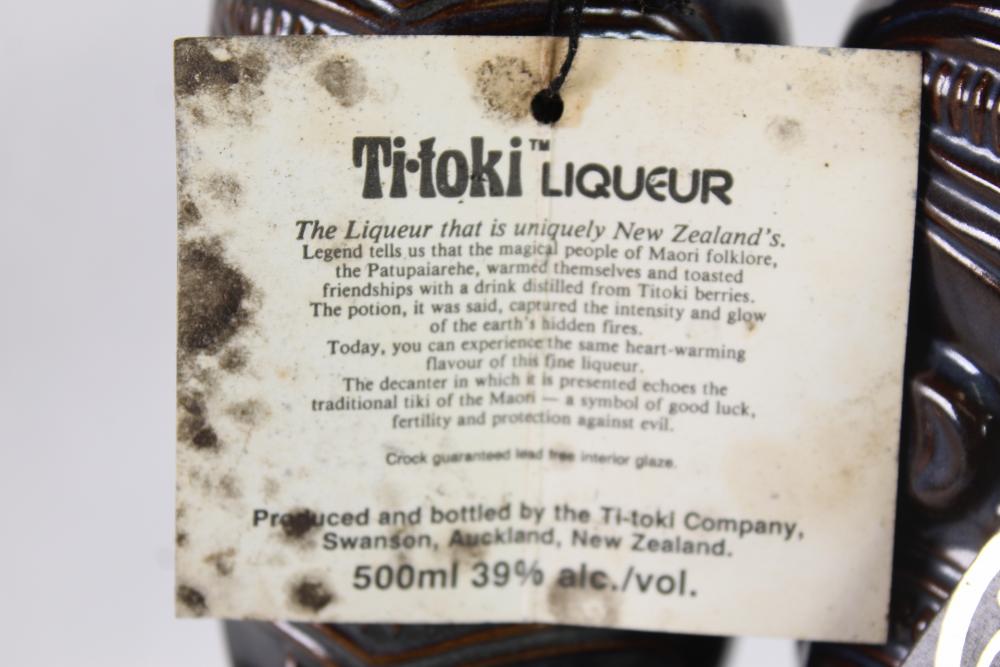 Ti·toki™ LIQUEUR
The Liqueur that is uniquely New Zealand's.
Legend tells us that the magical people of Maori folklore,
the Patupaiarehe, warmed themselves and toasted
friendships with a drink distilled from Titoki berries.
The potion, it was said, captured the intensity and glow
of the earth's hidden fires.
Today, you can experience the same heart-warming
flavour of this fine liqueur.
The decanter in which it is presented echoes the
traditional tiki of the Maori — a symbol of good luck,
fertility and protection against evil.
Crock guaranteed lead free interior glaze.
Produced and bottled by the Ti-toki Company,
Swanson, Auckland, New Zealand.
500ml 39% alc./vol.